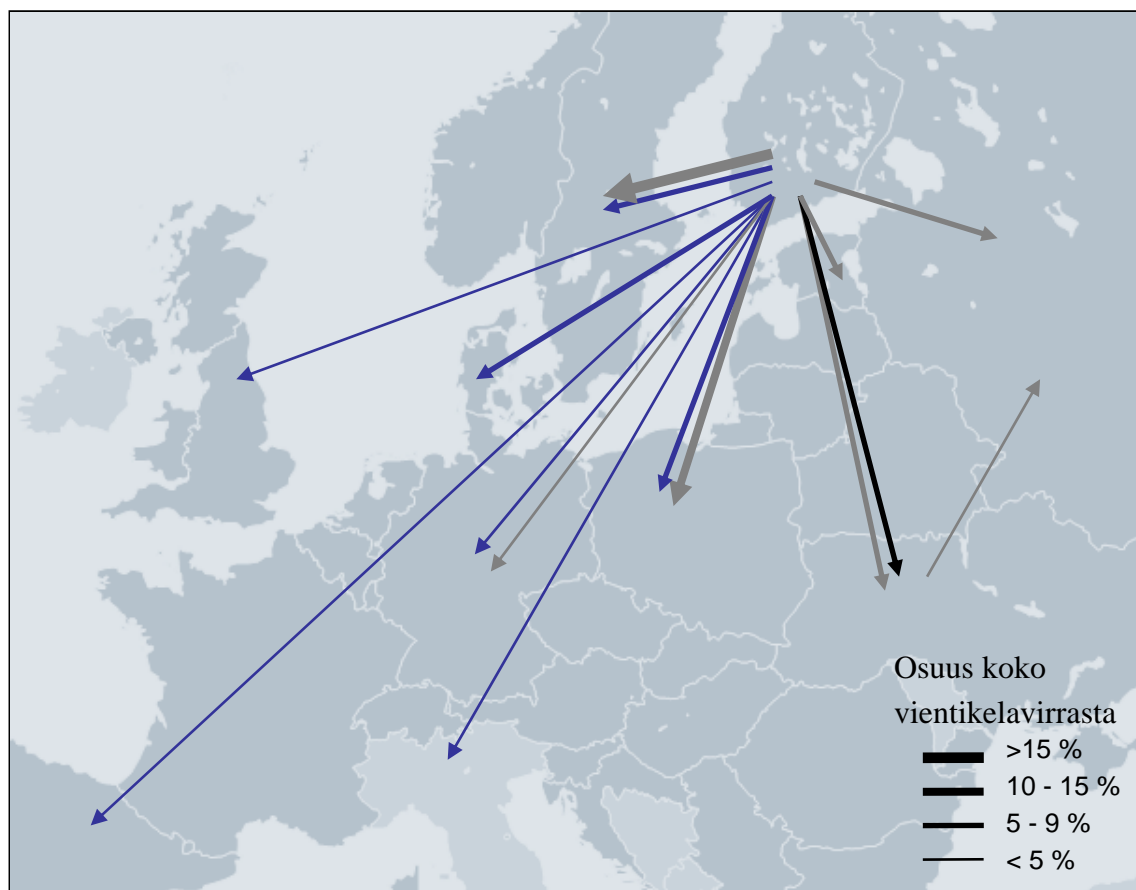 Osuus koko
vientikelavirrasta
>15 %
10 - 15 %
5 - 9 %
< 5 %